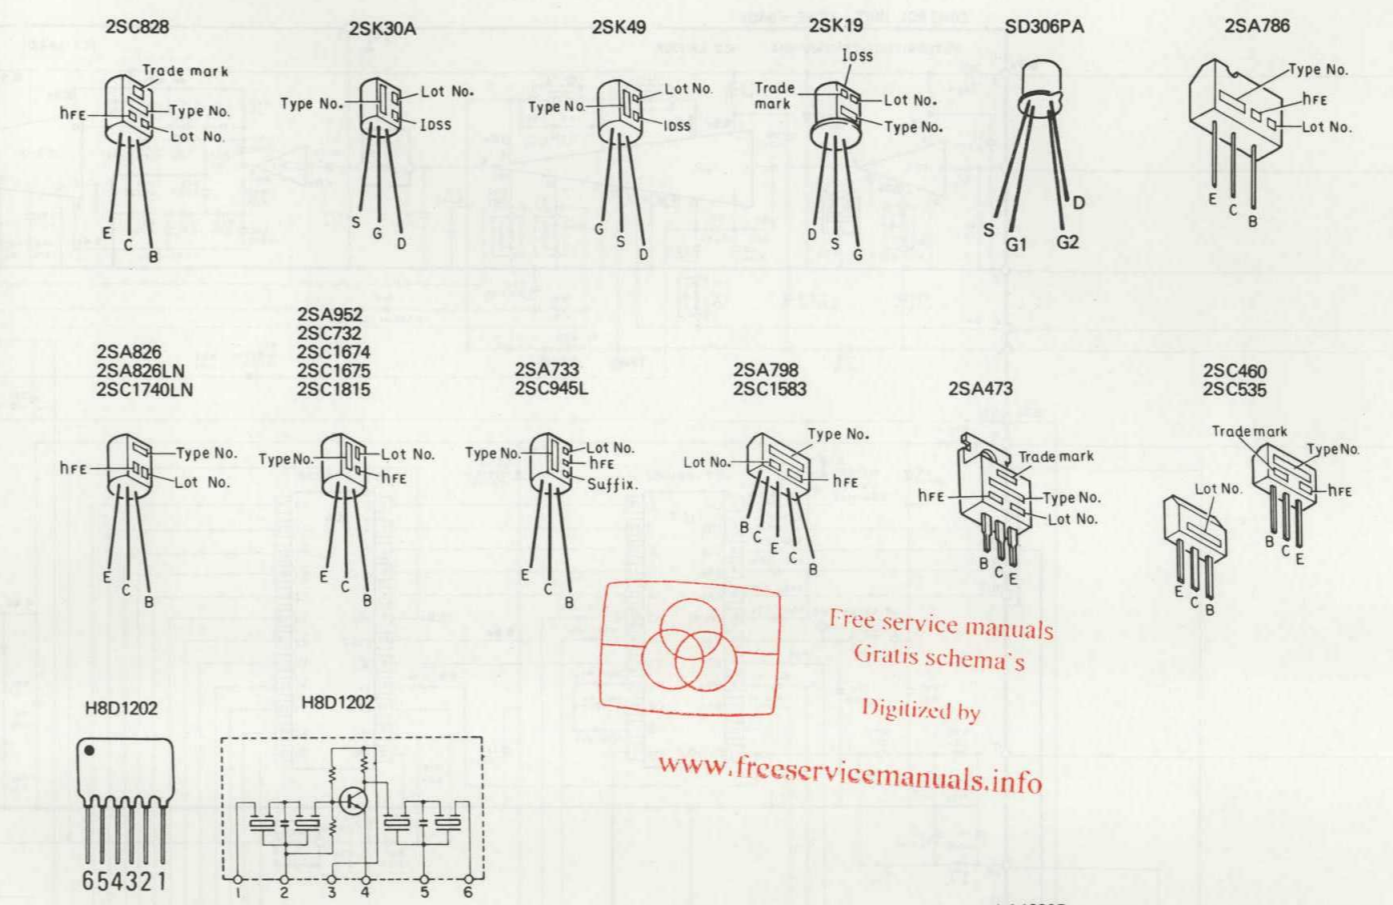 2SC828
2SK30A
2SK49
2SK19
SD306PA
2SA786
Trade mark
hFE
Type No.
Lot No.
E
C
B
Type No.
Lot No.
IDSS
S
G
D
Type No
Lot No.
IDSS
G
S
D
IDSS
Trade
mark
Lot No.
Type No.
D
S
G
S
G1
D
G2
Type No.
hFE
Lot No.
E
C
B
2SA826
2SA826LN
2SC1740LN
Type No.
hFE
Lot No.
E
C
B
2SA952
2SC732
2SC1674
2SC1675
2SC1815
Type No.
Lot No.
hFE
E
C
B
2SA733
2SC945L
Type No.
Lot No.
hFE
Suffix.
E
C
B
2SA798
2SC1583
Type No.
Lot No.
hFE
B
C
E
C
B
2SA473
Trade mark
hFE
Type No.
Lot No.
B
C
E
2SC460
2SC535
Trade mark
Type No.
Lot No.
hFE
B
C
E
E
C
B
Free service manuals
Gratis schema's
Digitized by
www.freeservicemanuals.info
H8D1202
654321
H8D1202
1 2 3 4 5 6